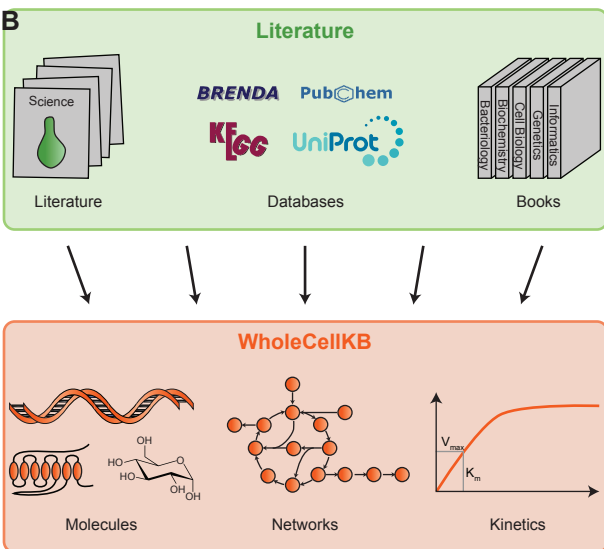 B
Literature
Science
BRENDA
PubChem
KEGG
UniProt
Bacteriology
Biochemistry
Cell Biology
Genetics
Informatics
Literature
Databases
Books
WholeCellKB
OH
HO
HO
OH
OH
O
Vmax
Km
Molecules
Networks
Kinetics